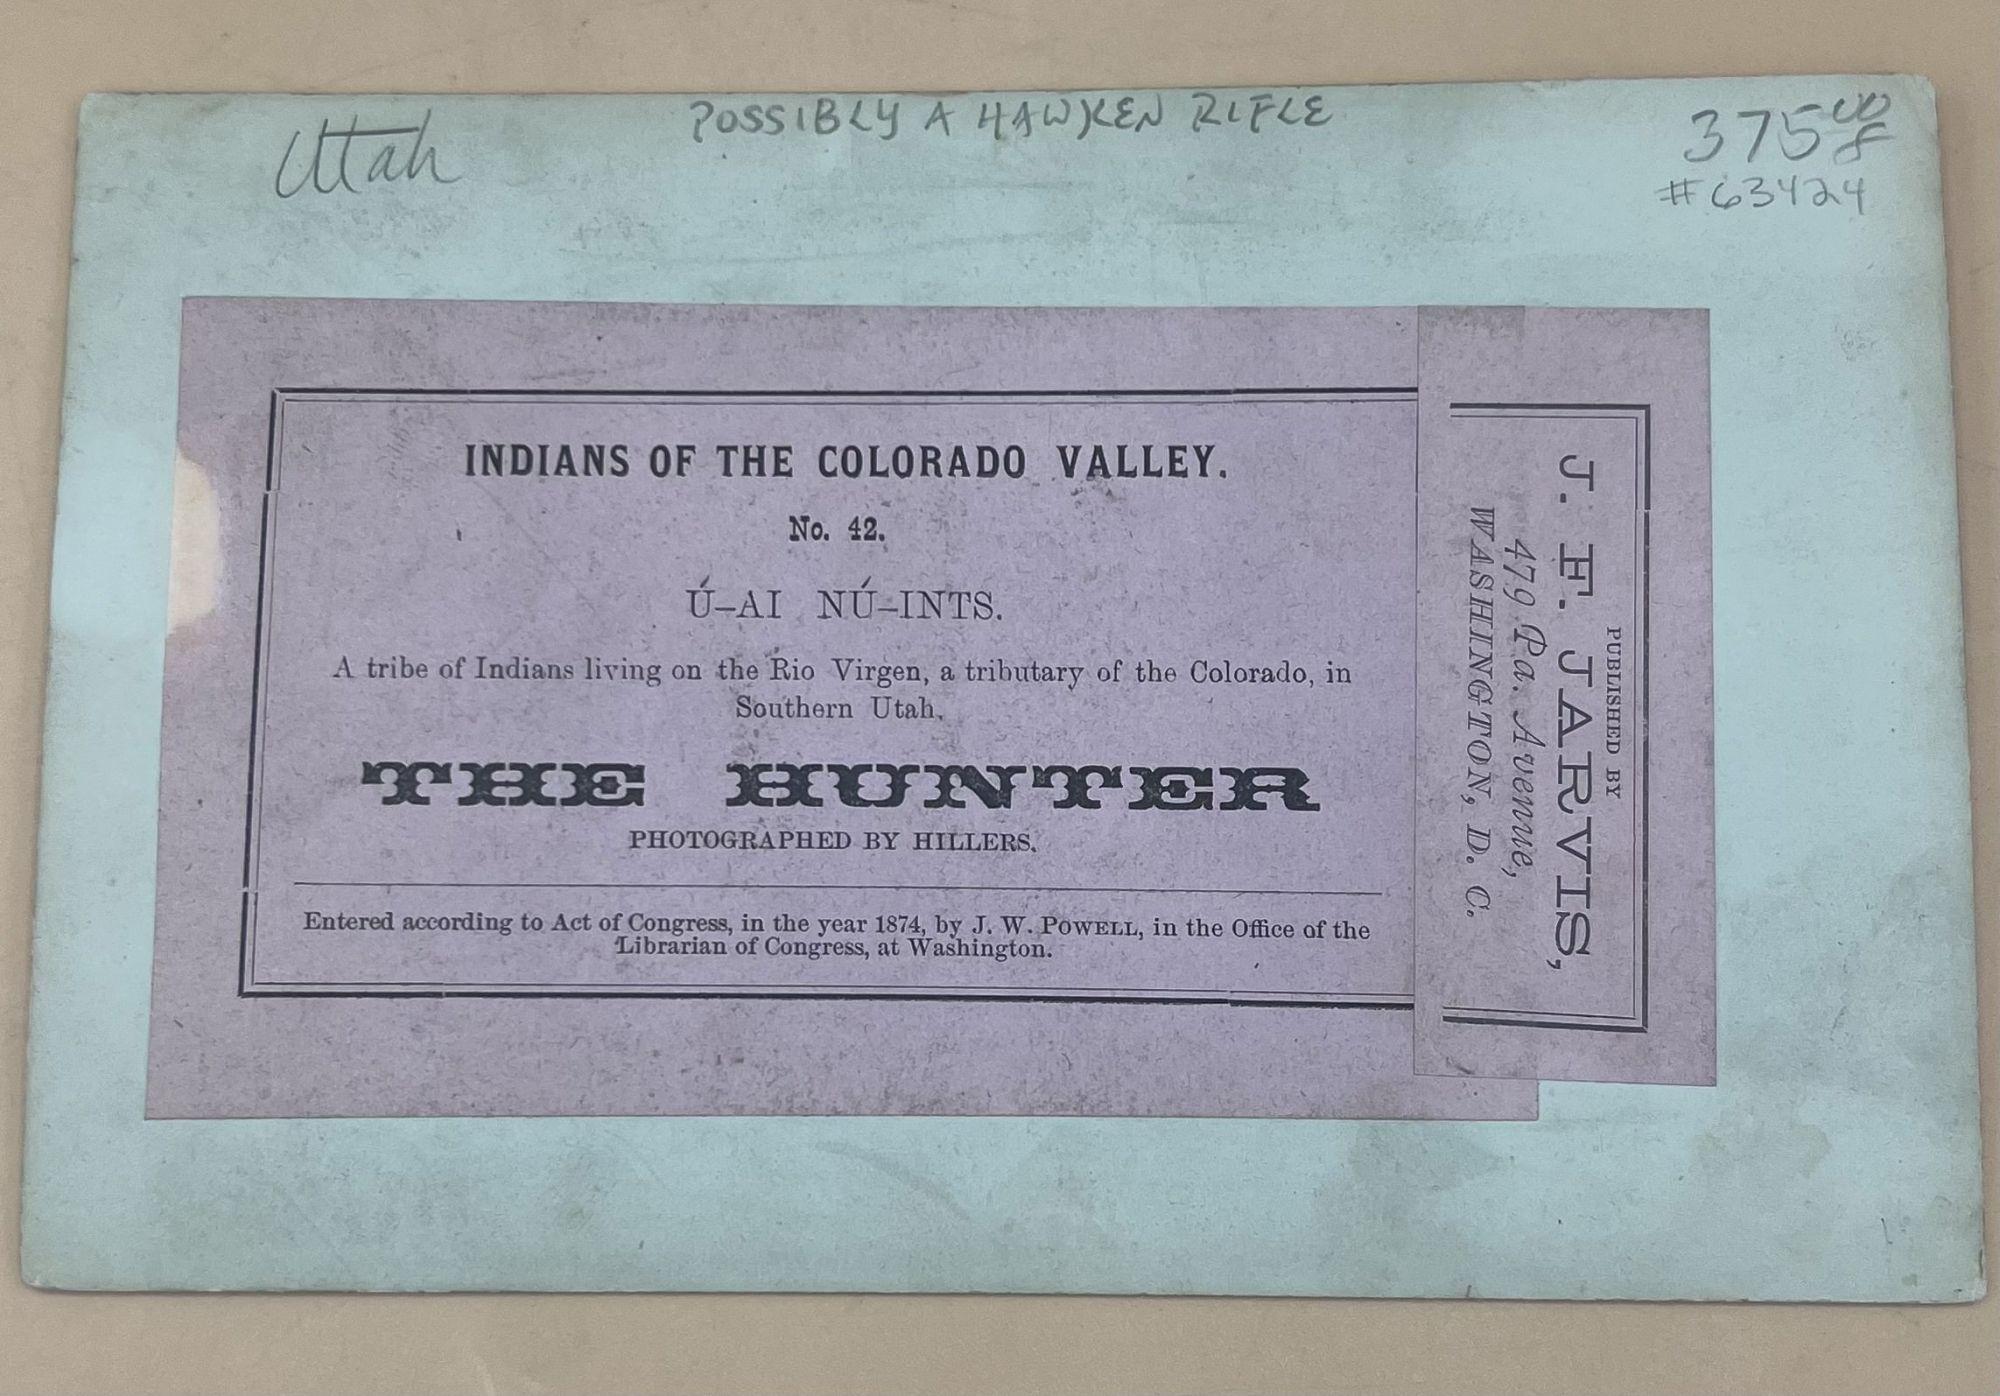 Utah
POSSIBLY A HAWKEN RIFLE
375 00
#63424
INDIANS OF THE COLORADO VALLEY.
No. 42.
Ú–AI NÚ–INTS.
A tribe of Indians living on the Rio Virgen, a tributary of the Colorado, in
Southern Utah.
THE HUNTER
PHOTOGRAPHED BY HILLERS.
Entered according to Act of Congress, in the year 1874, by J. W. POWELL, in the Office of the
Librarian of Congress, at Washington.
PUBLISHED BY
J. F. JARVIS,
479 Pa. Avenue,
WASHINGTON, D. C.